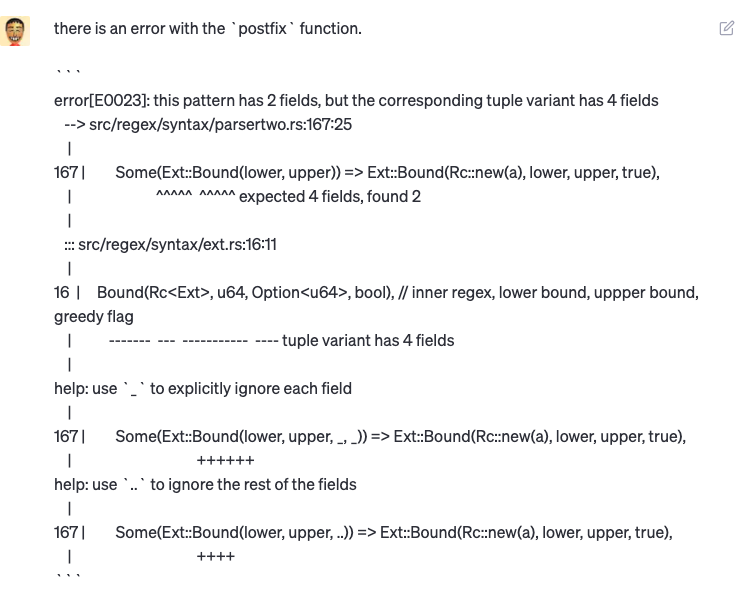 there is an error with the `postfix` function.
```
error[E0023]: this pattern has 2 fields, but the corresponding tuple variant has 4 fields
--> src/regex/syntax/parsertwo.rs:167:25
|
167 |       Some(Ext::Bound(lower, upper)) => Ext::Bound(Rc::new(a), lower, upper, true),
|                       ^^^^^  ^^^^^ expected 4 fields, found 2
|
::: src/regex/syntax/ext.rs:16:11
|
16 |    Bound(Rc<Ext>, u64, Option<u64>, bool), // inner regex, lower bound, uppper bound,
greedy flag
|         -------  ---  -----------  ---- tuple variant has 4 fields
|
help: use `_` to explicitly ignore each field
|
167 |       Some(Ext::Bound(lower, upper, _, _)) => Ext::Bound(Rc::new(a), lower, upper, true),
|                                 ++++++
help: use `..` to ignore the rest of the fields
|
167 |       Some(Ext::Bound(lower, upper, ..)) => Ext::Bound(Rc::new(a), lower, upper, true),
|                                 ++++
```